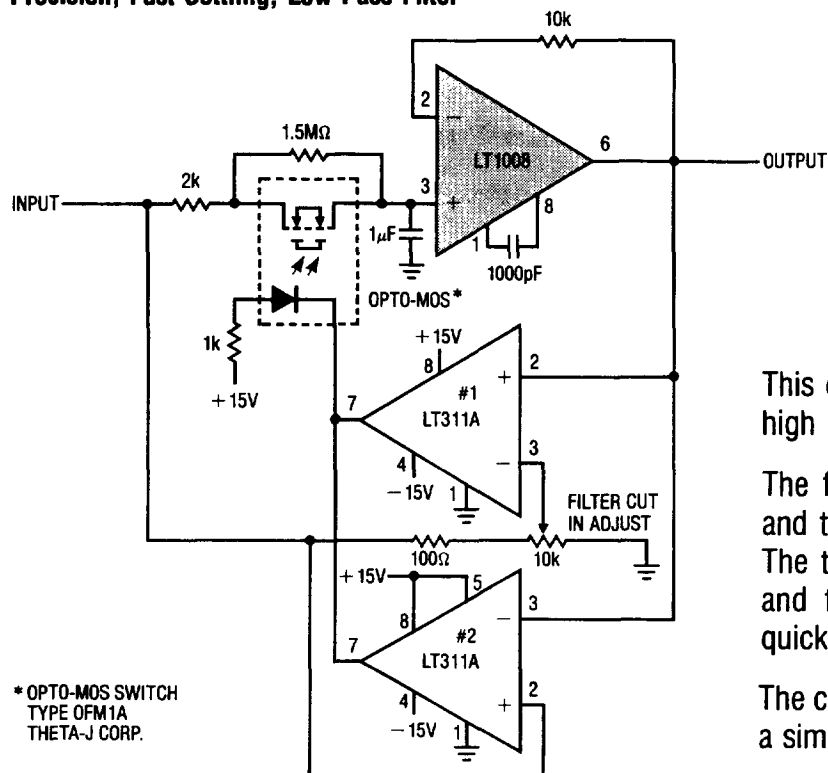 Precision, Fast Settling, Low Pass Filter
10k
2
1.5MΩ
6
OUTPUT
LT1008
2k
INPUT
3
8
1µF
1
1000pF
OPTO-MOS*
1k
+15V
+15V
8
2
This c
high
#1
7
LT311A
3
The f
4
−15V
1
FILTER CUT
IN ADJUST
and t
The t
100Ω
10k
and f
+15V
5
quick
8
3
#2
7
LT311A
2
* OPTO-MOS SWITCH
TYPE OFM1A
THETA-J CORP.
4
−15V
1
The c
a sim
−
+
+
−
−
+